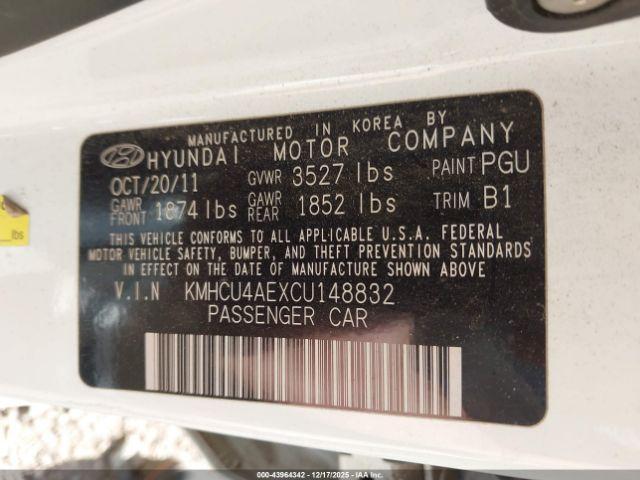 MANUFACTURED IN KOREA BY
HYUNDAI MOTOR COMPANY
OCT/20/11 GVWR 3527 lbs PAINT PGU
GAWR FRONT 1874 lbs GAWR REAR 1852 lbs TRIM B1
THIS VEHICLE CONFORMS TO ALL APPLICABLE U.S.A. FEDERAL
MOTOR VEHICLE SAFETY, BUMPER, AND THEFT PREVENTION STANDARDS
IN EFFECT ON THE DATE OF MANUFACTURE SHOWN ABOVE
V.I.N KMHCU4AEXCU148832
PASSENGER CAR
lbs
000-43964342 - 12/17/2025 - IAA Inc.